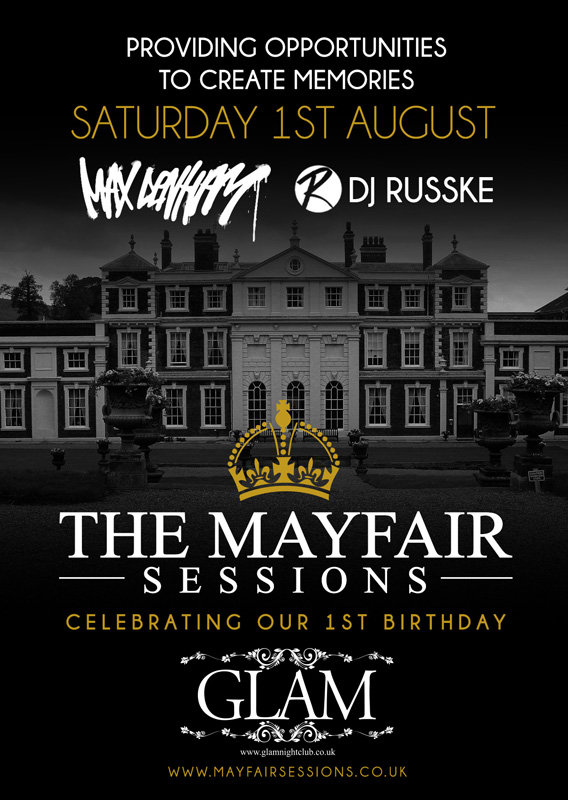 PROVIDING OPPORTUNITIES
TO CREATE MEMORIES
SATURDAY 1ST AUGUST
MAX DENHAM
R DJ RUSSKE
THE MAYFAIR
SESSIONS
CELEBRATING OUR 1ST BIRTHDAY
GLAM
www.glamnightclub.co.uk
WWW.MAYFAIRSESSIONS.CO.UK